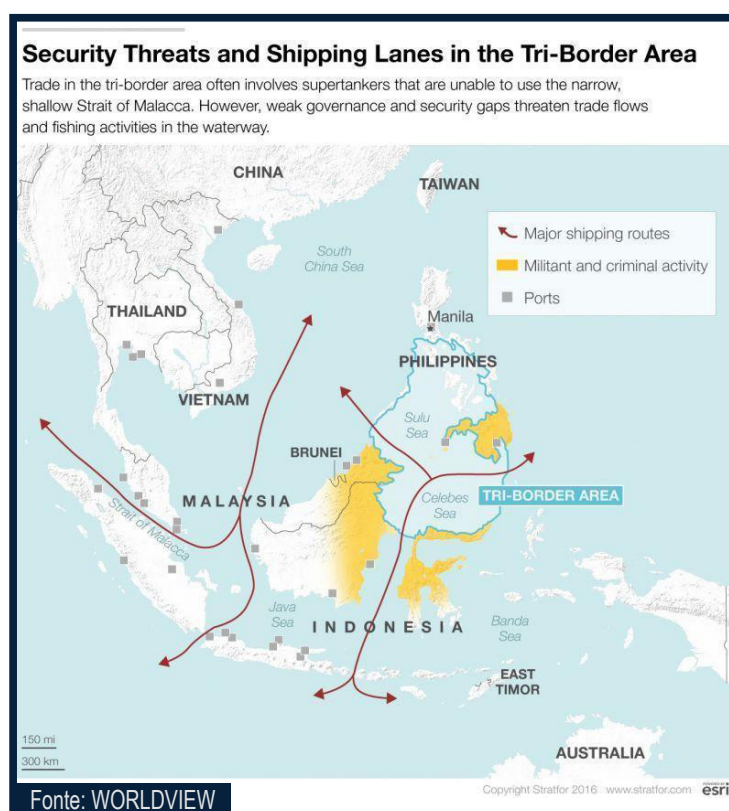 Security Threats and Shipping Lanes in the Tri-Border Area
Trade in the tri-border area often involves supertankers that are unable to use the narrow,
shallow Strait of Malacca. However, weak governance and security gaps threaten trade flows
and fishing activities in the waterway.
CHINA
TAIWAN
South
China Sea
Major shipping routes
Militant and criminal activity
Ports
THAILAND
Manila
PHILIPPINES
VIETNAM
Sulu
Sea
BRUNEI
MALAYSIA
Celebes
Sea
TRI-BORDER AREA
Strait of Malacca
Java
Sea
INDONESIA
Banda
Sea
EAST
TIMOR
150 mi
300 km
AUSTRALIA
Copyright Stratfor 2016 www.stratfor.com
esri
Fonte: WORLDVIEW